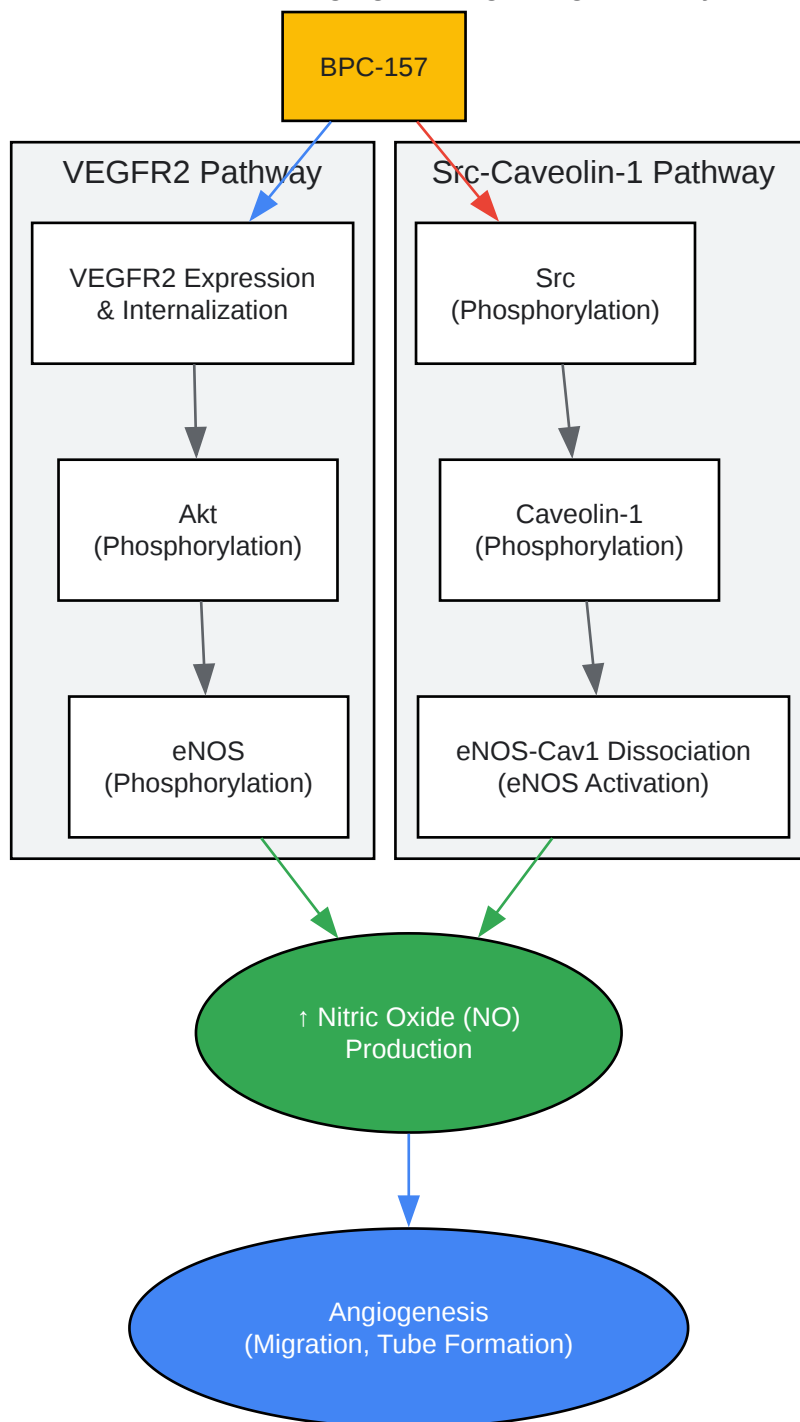 BPC-157
VEGFR2 Pathway
VEGFR2 Expression
& Internalization
Akt
(Phosphorylation)
eNOS
(Phosphorylation)
Src-Caveolin-1 Pathway
Src
(Phosphorylation)
Caveolin-1
(Phosphorylation)
eNOS-Cav1 Dissociation
(eNOS Activation)
↑ Nitric Oxide (NO)
Production
Angiogenesis
(Migration, Tube Formation)